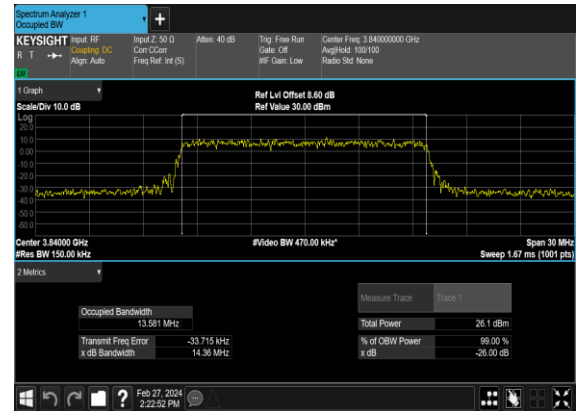 Spectrum Analyzer 1
Occupied BW
+
KEYSIGHT
R T
LXI
Input: RF
Coupling: DC
Align: Auto
Input Z: 50 Ω
Corr CCorr
Freq Ref: Int (S)
Atten: 40 dB
Trig: Free Run
Gate: Off
#IF Gain: Low
Center Freq: 3.840000000 GHz
Avg|Hold: 100/100
Radio Std: None
1 Graph
Scale/Div 10.0 dB
Ref Lvl Offset 8.60 dB
Ref Value 30.00 dBm
Log
20.0
10.0
0.00
-10.0
-20.0
-30.0
-40.0
-50.0
-60.0
Center 3.84000 GHz
#Res BW 150.00 kHz
#Video BW 470.00 kHz*
Span 30 MHz
Sweep 1.67 ms (1001 pts)
2 Metrics
Measure Trace Trace 1
Occupied Bandwidth
13.581 MHz
Total Power 26.1 dBm
Transmit Freq Error -33.715 kHz
% of OBW Power 99.00 %
x dB Bandwidth 14.36 MHz
x dB -26.00 dB
?
Feb 27, 2024
2:22:52 PM